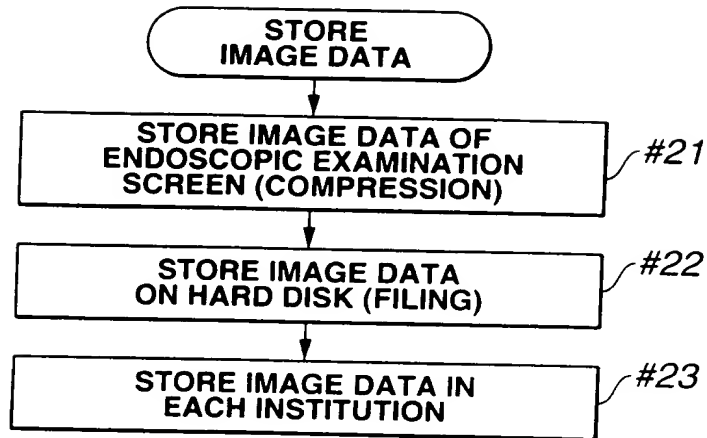 STORE
IMAGE DATA
STORE IMAGE DATA OF
ENDOSCOPIC EXAMINATION
SCREEN (COMPRESSION)
#21
STORE IMAGE DATA
ON HARD DISK (FILING)
#22
STORE IMAGE DATA IN
EACH INSTITUTION
#23